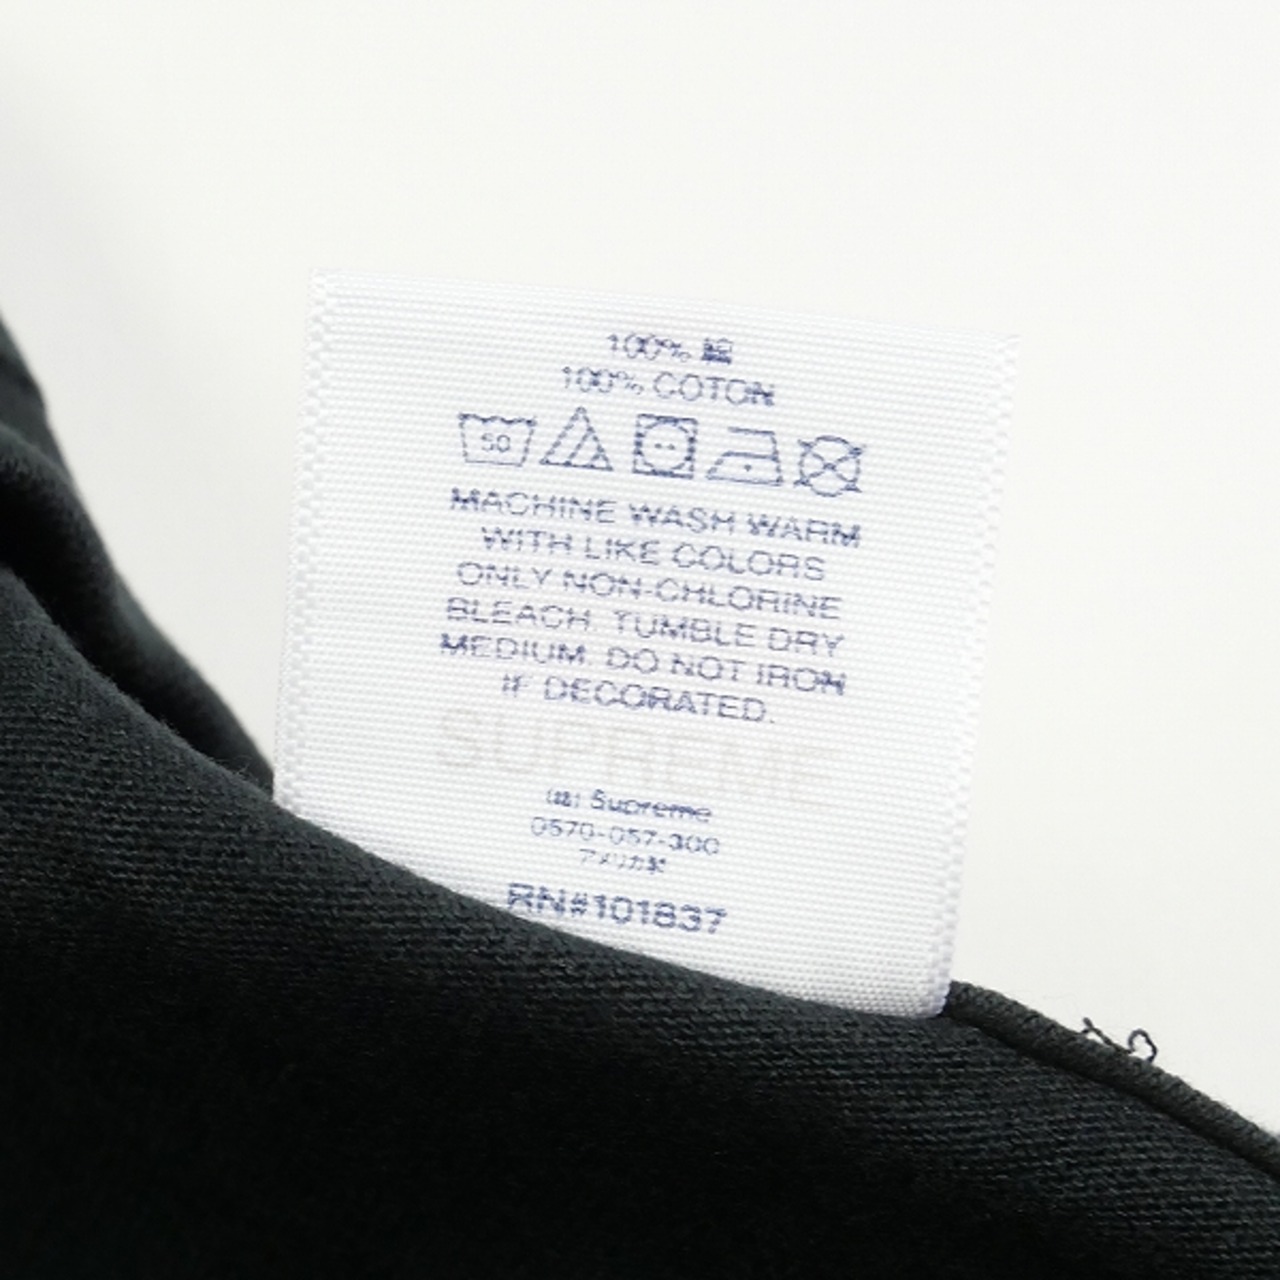 100% 綿
100% COTON
50
MACHINE WASH WARM
WITH LIKE COLORS
ONLY NON-CHLORINE
BLEACH. TUMBLE DRY
MEDIUM. DO NOT IRON
IF DECORATED.
SUPREME
(株) Supreme
0570-057-300
アメリカ製
RN#101837